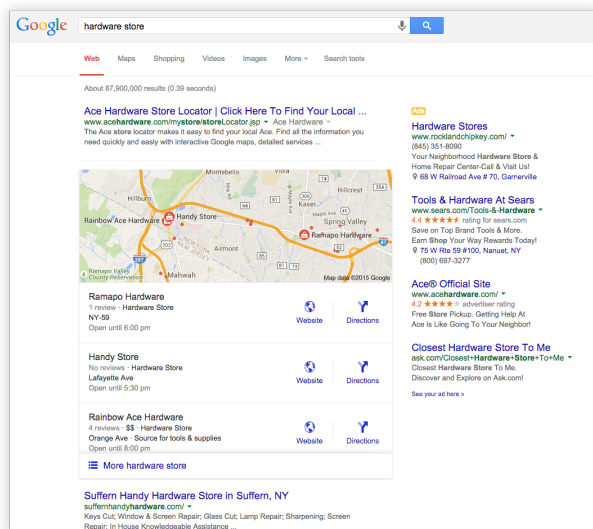 Google
hardware store
Web Maps Shopping Videos Images More Search tools
About 87,900,000 results (0.39 seconds)
Ace Hardware Store Locator | Click Here To Find Your Local ...
www.acehardware.com/mystore/storeLocator.jsp Ace Hardware
The Ace store locator makes it easy to find your local Ace. Find all the information you
need quickly and easily with interactive Google maps, detailed services ...
Montebello
Viola
Hillcrest
Hillburn
Kaser
Spring Valley
Rainbow Ace Hardware
Handy Store
Ramapo Hardware
Airmont
NEW YORK
NEW JERSEY
Ramapo Valley
County Reservation
Mahwah
Map data ©2015 Google
Ramapo Hardware
1 review · Hardware Store
NY-59
Open until 6:00 pm
Website
Directions
Handy Store
No reviews · Hardware Store
Lafayette Ave
Open until 5:30 pm
Website
Directions
Rainbow Ace Hardware
4 reviews · $$ · Hardware Store
Orange Ave · Source for tools & supplies
Open until 8:00 pm
Website
Directions
More hardware store
Suffern Handy Hardware Store in Suffern, NY
suffernhandyhardware.com/
Keys Cut; Window & Screen Repair; Glass Cut; Lamp Repair; Sharpening; Screen
Repair; In House Knowledgeable Assistance ...
Ads
Hardware Stores
www.rocklandchipkey.com/
(845) 351-8090
Your Neighborhood Hardware Store &
Home Repair Center-Call & Visit Us!
68 W Railroad Ave # 70, Garnerville
Tools & Hardware At Sears
www.sears.com/Tools-&-Hardware
4.4 ★★★★★ rating for sears.com
Save on Top Brand Tools & More.
Earn Shop Your Way Rewards Today!
75 W Rte 59 #100, Nanuet, NY
(800) 697-3277
Ace® Official Site
www.acehardware.com/
4.2 ★★★★★ advertiser rating
Free Store Pickup. Getting Help At
Ace Is Like Going To Your Neighbor!
Closest Hardware Store To Me
ask.com/Closest+Hardware+Store+To+Me
Closest Hardware Store To Me.
Discover and Explore on Ask.com!
See your ad here »